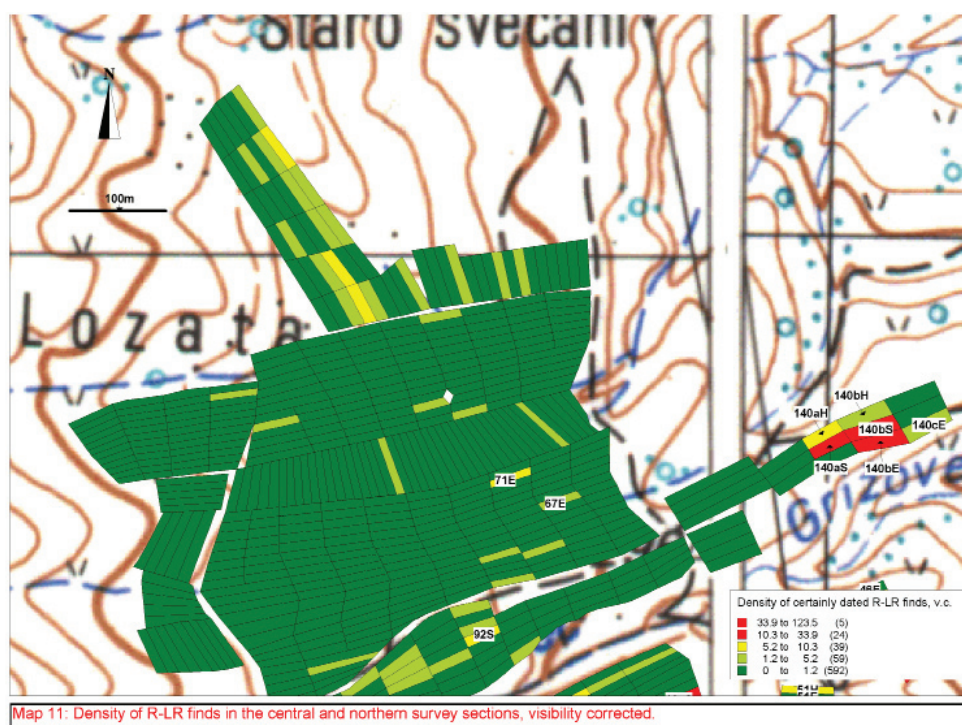 Staro Svecani
N
100m
Lozata
140bH
140aH
140bS
140cE
140aS
140bE
71E
67E
Grizove
46E
92S
Density of certainly dated R-LR finds, v.c.
33.9 to 123.5 (5)
10.3 to 33.9 (24)
5.2 to 10.3 (39)
1.2 to 5.2 (59)
0 to 1.2 (592)
51H
Map 11: Density of R-LR finds in the central and northern survey sections, visibility corrected.